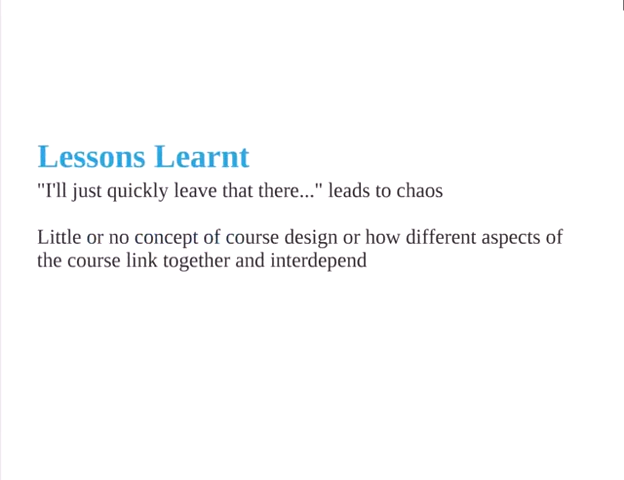 Lessons Learnt
"I'll just quickly leave that there..." leads to chaos
Little or no concept of course design or how different aspects of
the course link together and interdepend